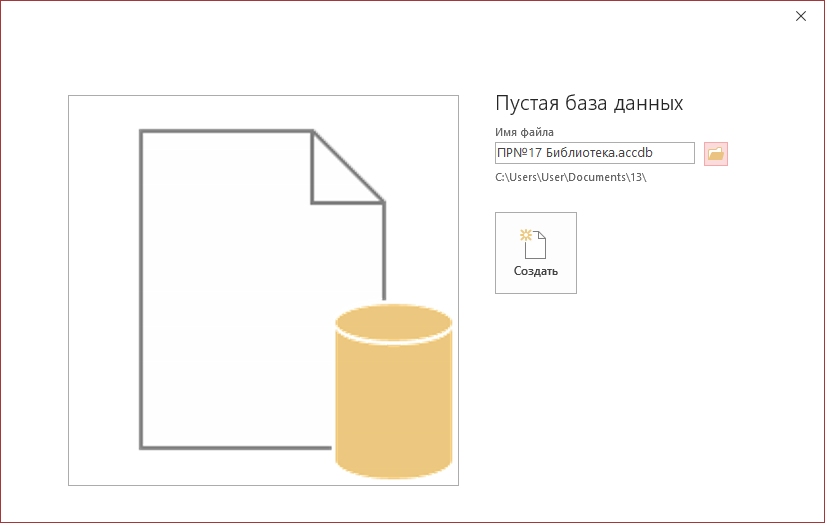 Пустая база данных
Имя файла
ПР№17 Библиотека.accdb
C:\Users\User\Documents\13\
Создать